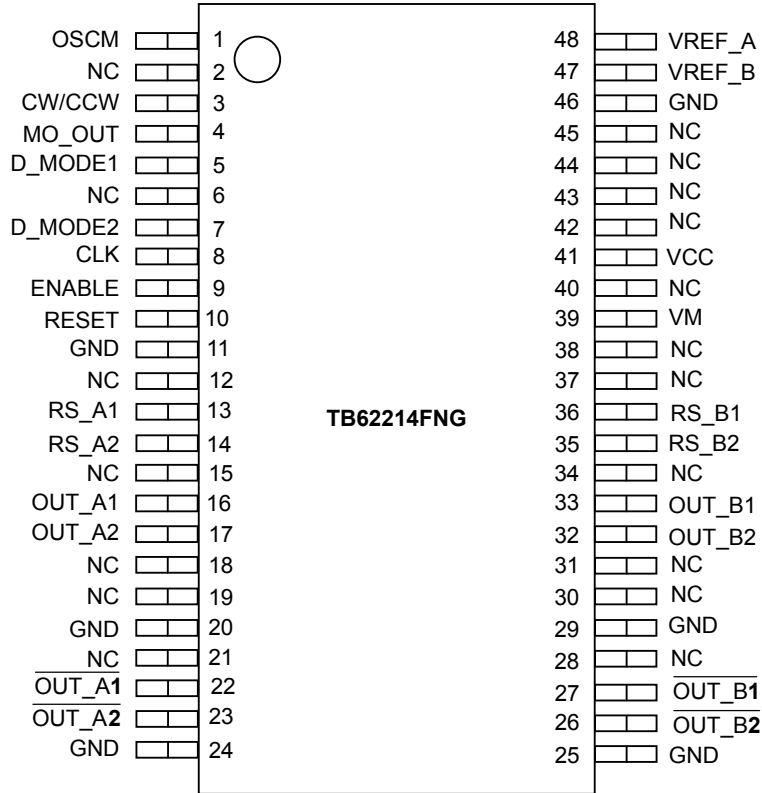 OSCM 1 48 VREF_A
NC 2 47 VREF_B
CW/CCW 3 46 GND
MO_OUT 4 45 NC
D_MODE1 5 44 NC
NC 6 43 NC
D_MODE2 7 42 NC
CLK 8 41 VCC
ENABLE 9 40 NC
RESET 10 39 VM
GND 11 38 NC
NC 12 37 NC
RS_A1 13 TB62214FNG 36 RS_B1
RS_A2 14 35 RS_B2
NC 15 34 NC
OUT_A1 16 33 OUT_B1
OUT_A2 17 32 OUT_B2
NC 18 31 NC
NC 19 30 NC
GND 20 29 GND
NC 21 28 NC
OUT_A1 22 27 OUT_B1
OUT_A2 23 26 OUT_B2
GND 24 25 GND